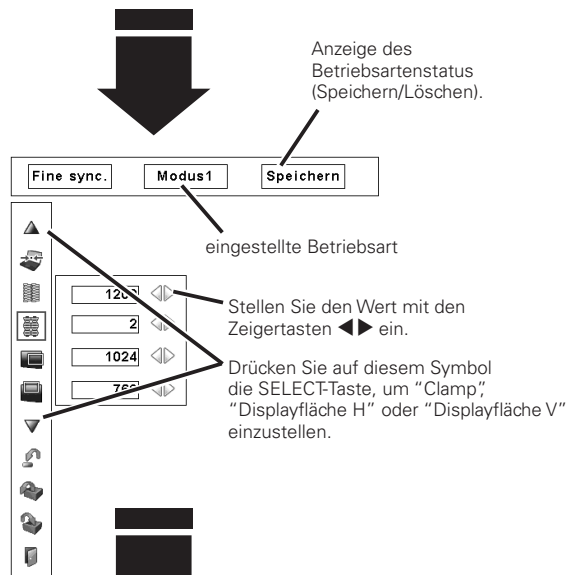 Anzeige des
Betriebsartenstatus
(Speichern/Löschen).
Fine sync.
Modus1
Speichern
eingestellte Betriebsart
2
1024
Stellen Sie den Wert mit den
Zeigertasten ◀▶ ein.
Drücken Sie auf diesem Symbol
die SELECT-Taste, um “Clamp”,
“Displayfläche H” oder “Displayfläche V”
einzustellen.